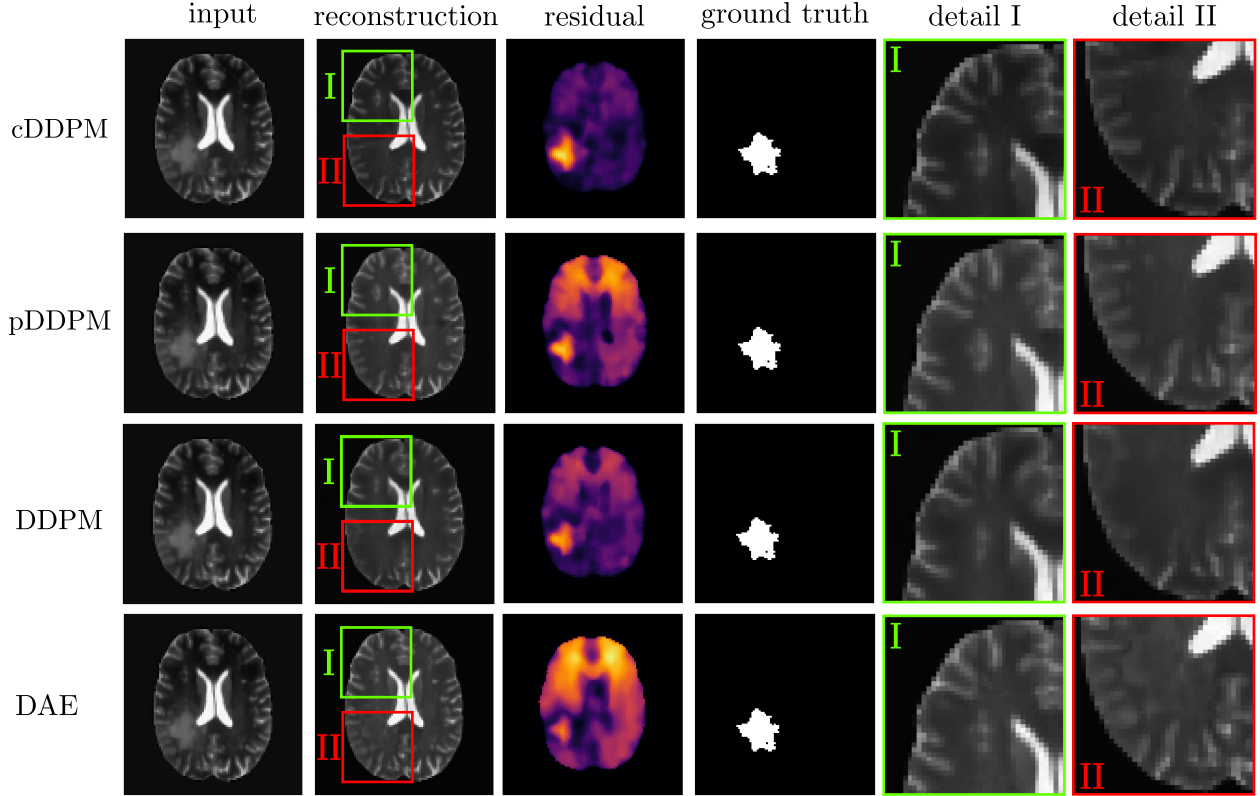 input reconstruction residual ground truth detail I detail II
cDDPM I II I II
pDDPM I II I II
DDPM I II I II
DAE I II I II